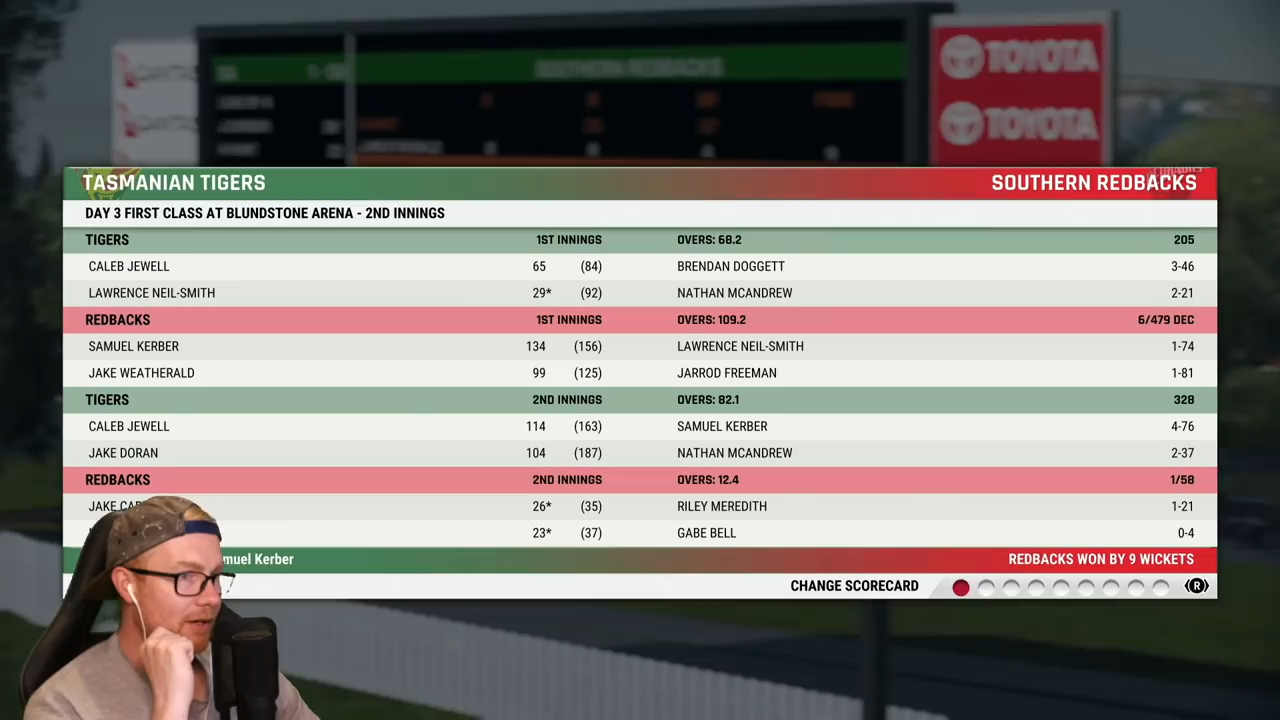 TOYOTA
SOUTHERN REDBACKS
TOYOTA
TASMANIAN TIGERS SOUTHERN REDBACKS
DAY 3 FIRST CLASS AT BLUNDSTONE ARENA - 2ND INNINGS
TIGERS 1ST INNINGS OVERS: 68.2 205
CALEB JEWELL 65 (84) BRENDAN DOGGETT 3-46
LAWRENCE NEIL-SMITH 29* (92) NATHAN MCANDREW 2-21
REDBACKS 1ST INNINGS OVERS: 109.2 6/479 DEC
SAMUEL KERBER 134 (156) LAWRENCE NEIL-SMITH 1-74
JAKE WEATHERALD 99 (125) JARROD FREEMAN 1-81
TIGERS 2ND INNINGS OVERS: 82.1 328
CALEB JEWELL 114 (163) SAMUEL KERBER 4-76
JAKE DORAN 104 (187) NATHAN MCANDREW 2-37
REDBACKS 2ND INNINGS OVERS: 12.4 1/58
JAKE 26* (35) RILEY MEREDITH 1-21
23* (37) GABE BELL 0-4
muel Kerber REDBACKS WON BY 9 WICKETS
CHANGE SCORECARD R